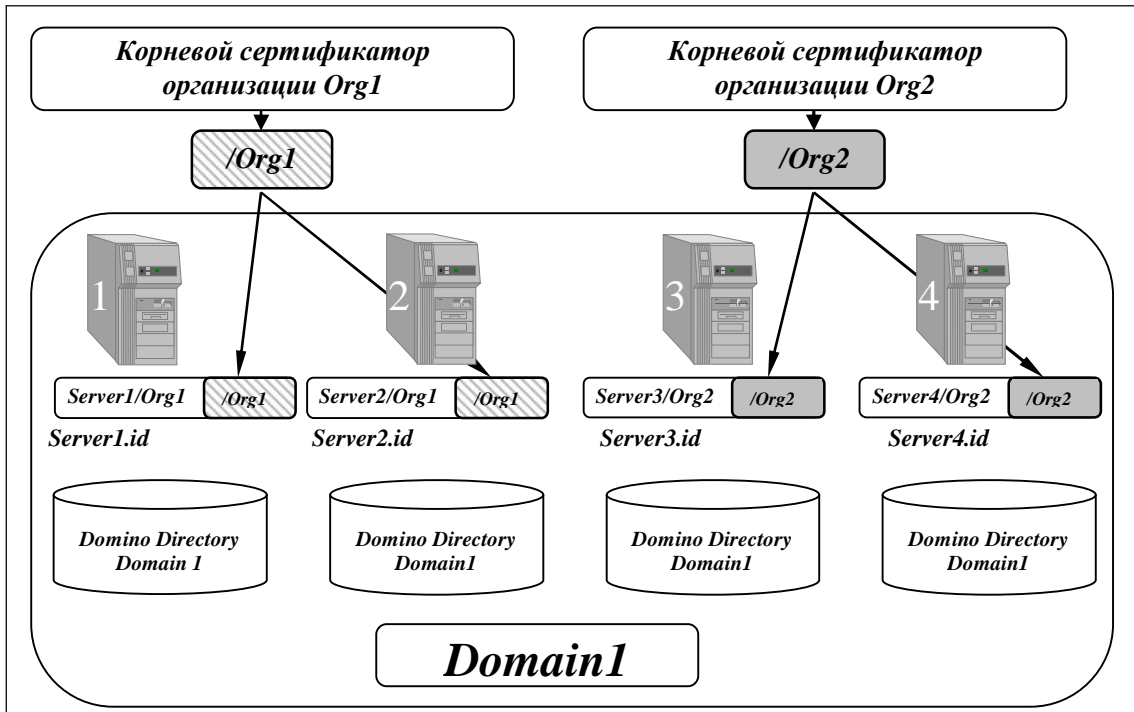 Корневой сертификатор
организации Org1
Корневой сертификатор
организации Org2
/Org1
/Org2
1
2
3
4
Server1/Org1
/Org1
Server2/Org1
/Org1
Server3/Org2
/Org2
Server4/Org2
/Org2
Server1.id
Server2.id
Server3.id
Server4.id
Domino Directory
Domain 1
Domino Directory
Domain1
Domino Directory
Domain1
Domino Directory
Domain1
Domain1